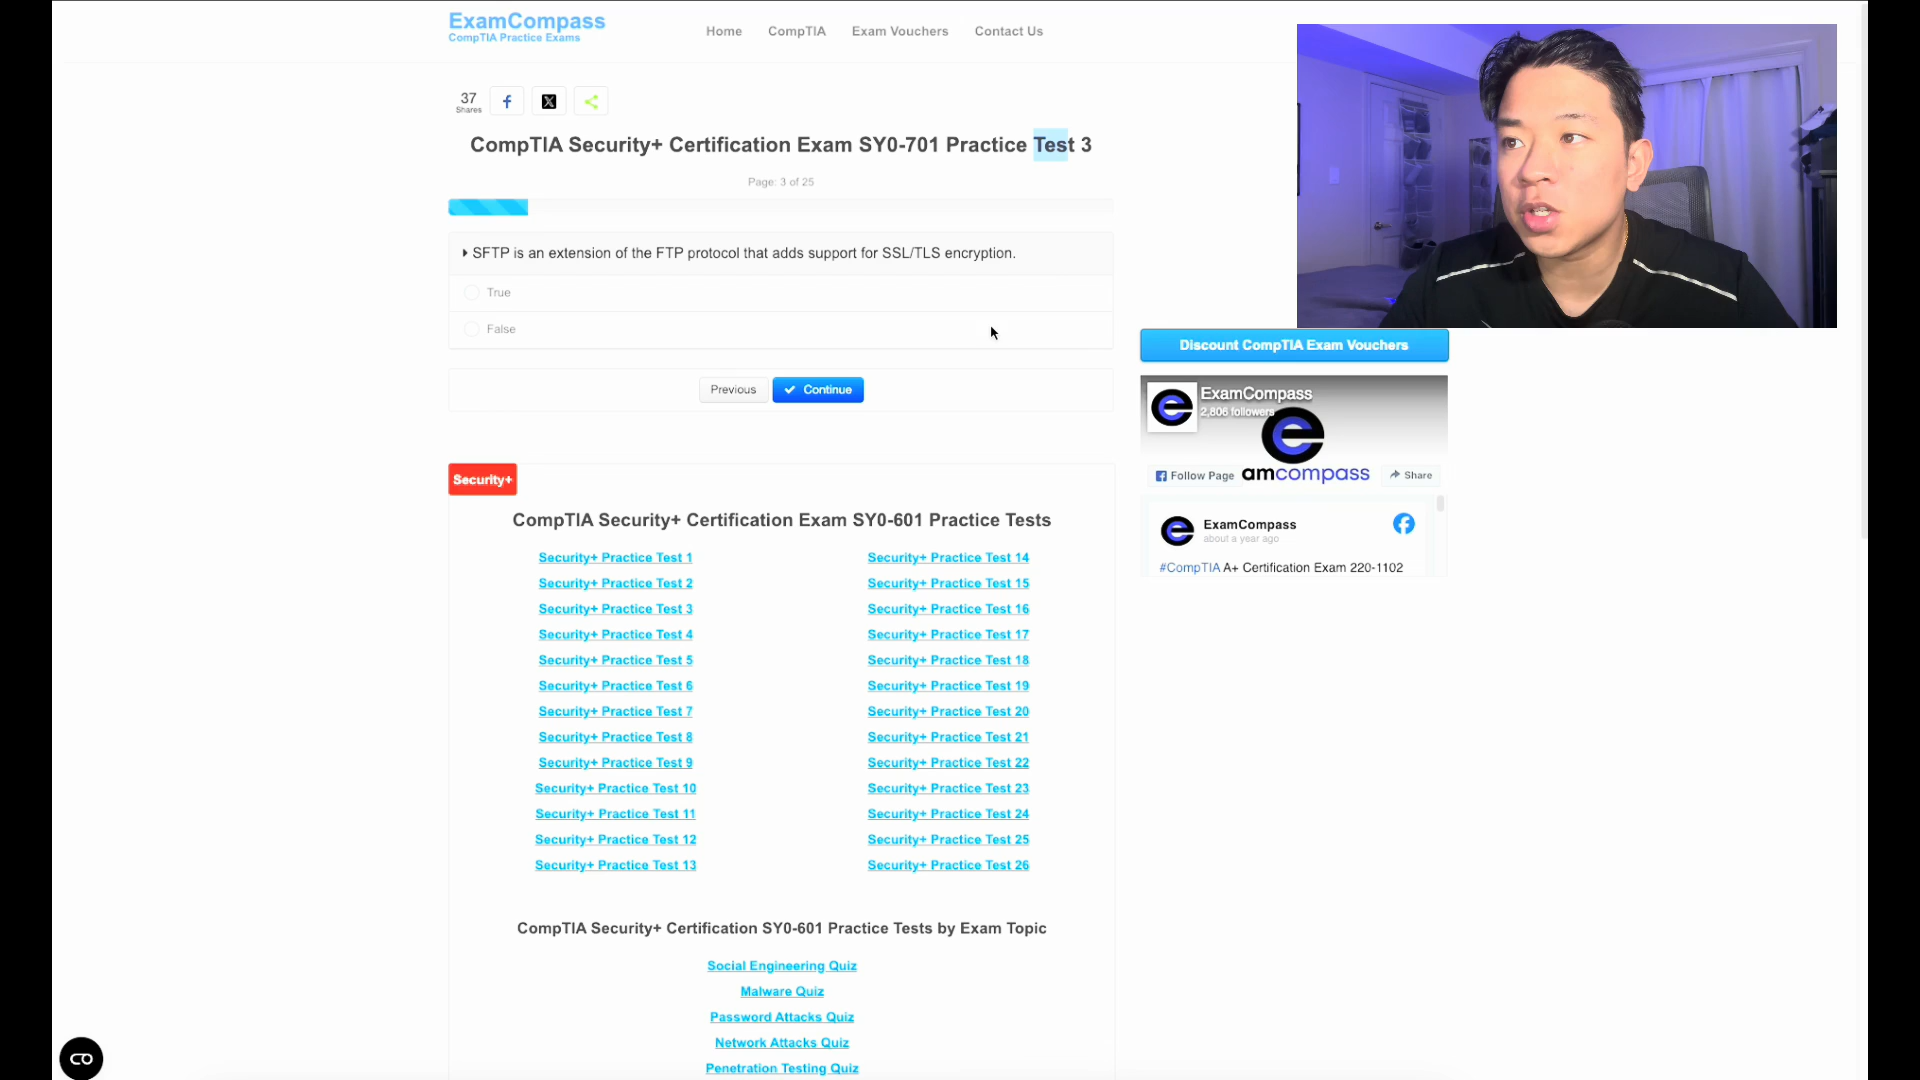 ExamCompass
CompTIA Practice Exams
Home CompTIA Exam Vouchers Contact Us
37
Shares
CompTIA Security+ Certification Exam SY0-701 Practice Test 3
Page: 3 of 25
SFTP is an extension of the FTP protocol that adds support for SSL/TLS encryption.
True
False
Previous Continue
Discount CompTIA Exam Vouchers
ExamCompass
2,806 followers
Follow Page amcompass Share
ExamCompass
about a year ago
#CompTIA A+ Certification Exam 220-1102
Security+
CompTIA Security+ Certification Exam SY0-601 Practice Tests
Security+ Practice Test 1 Security+ Practice Test 14
Security+ Practice Test 2 Security+ Practice Test 15
Security+ Practice Test 3 Security+ Practice Test 16
Security+ Practice Test 4 Security+ Practice Test 17
Security+ Practice Test 5 Security+ Practice Test 18
Security+ Practice Test 6 Security+ Practice Test 19
Security+ Practice Test 7 Security+ Practice Test 20
Security+ Practice Test 8 Security+ Practice Test 21
Security+ Practice Test 9 Security+ Practice Test 22
Security+ Practice Test 10 Security+ Practice Test 23
Security+ Practice Test 11 Security+ Practice Test 24
Security+ Practice Test 12 Security+ Practice Test 25
Security+ Practice Test 13 Security+ Practice Test 26
CompTIA Security+ Certification SY0-601 Practice Tests by Exam Topic
Social Engineering Quiz
Malware Quiz
Password Attacks Quiz
Network Attacks Quiz
Penetration Testing Quiz